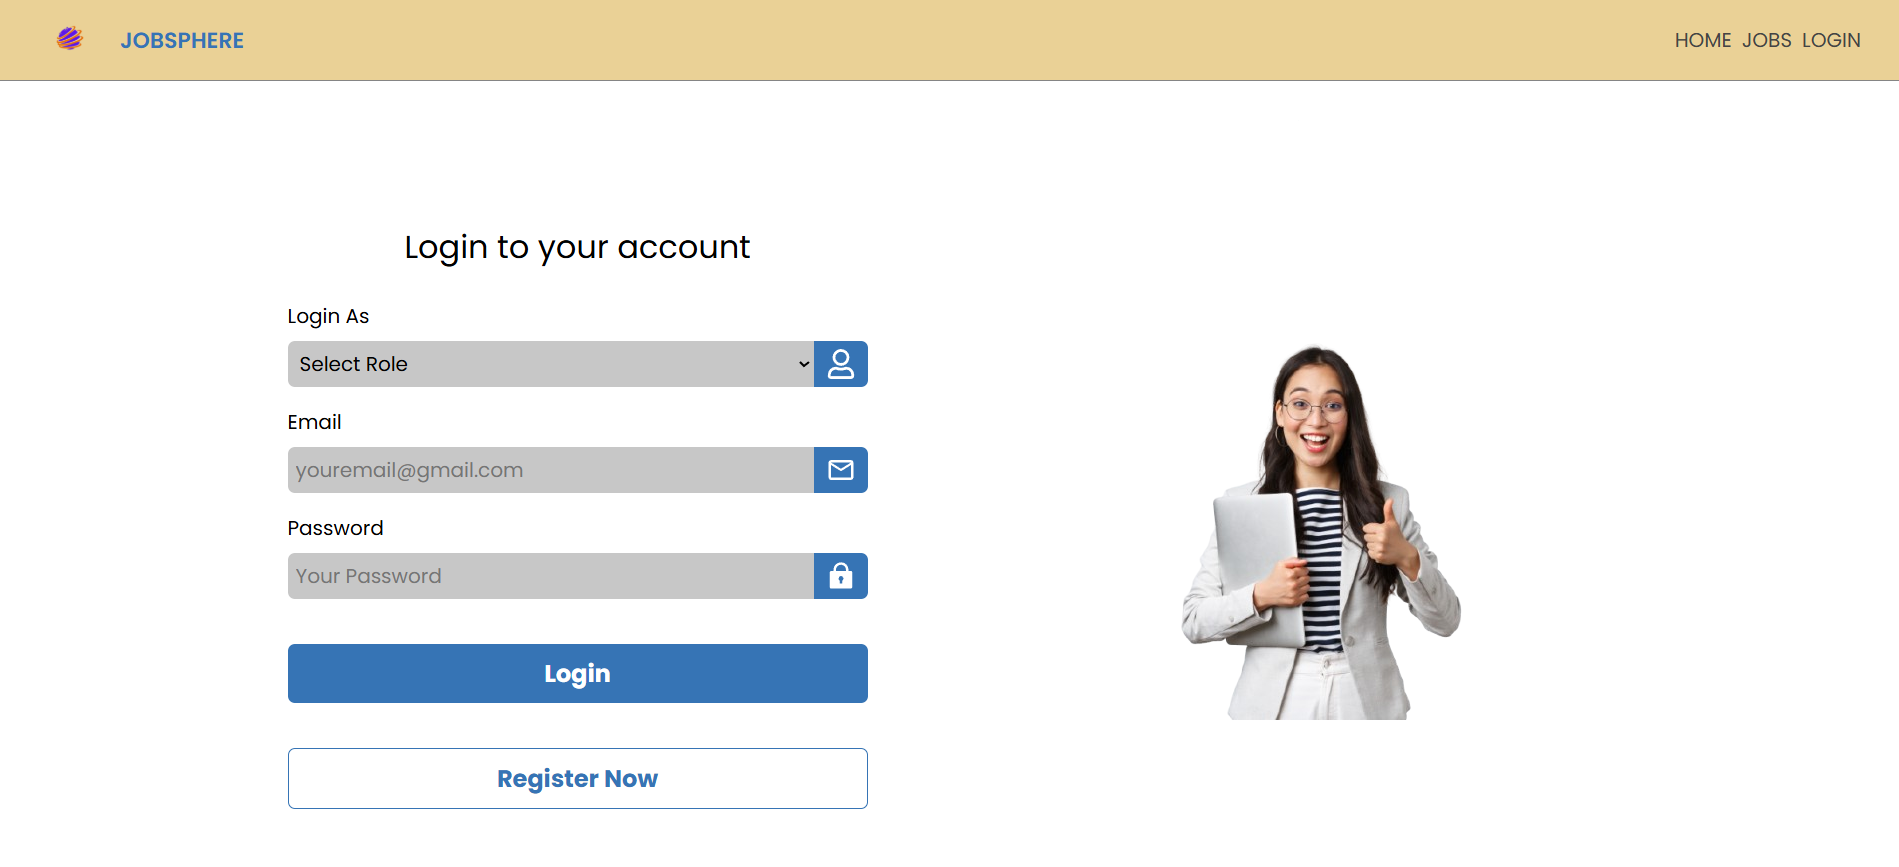 JOBSPHERE
HOME JOBS LOGIN
Login to your account
Login As
Select Role
Email
youremail@gmail.com
Password
Your Password
Login
Register Now